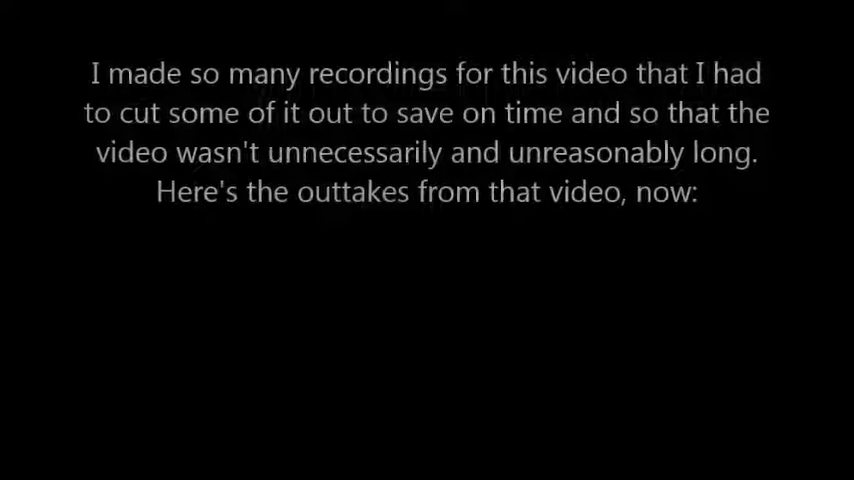 I made so many recordings for this video that I had
to cut some of it out to save on time and so that the
video wasn't unnecessarily and unreasonably long.
Here's the outtakes from that video, now: